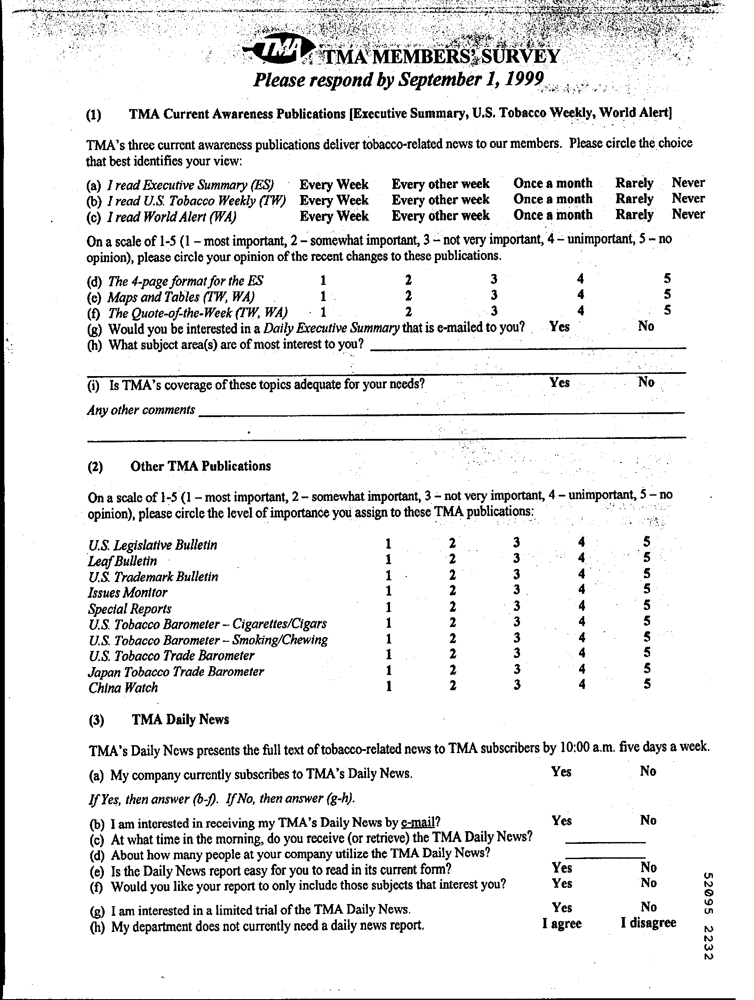 TMA TMA MEMBERS' SURVEY
Please respond by September 1, 1999
(1) TMA Current Awareness Publications [Executive Summary, U.S. Tobacco Weekly, World Alert]
TMA's three current awareness publications deliver tobacco-related news to our members. Please circle the choice
that best identifies your view:
(a) I read Executive Summary (ES) Every Week Every other week Once a month Rarely Never
(b) I read U.S. Tobacco Weekly (TW) Every Week Every other week Once a month Rarely Never
(c) I read World Alert (WA) Every Week Every other week Once a month Rarely Never
On a scale of 1-5 (1 – most important, 2 – somewhat important, 3 – not very important, 4 – unimportant, 5 – no
opinion), please circle your opinion of the recent changes to these publications.
(d) The 4-page format for the ES 1 2 3 4 5
(e) Maps and Tables (TW, WA) 1 2 3 4 5
(f) The Quote-of-the-Week (TW, WA) 1 2 3 4 5
(g) Would you be interested in a Daily Executive Summary that is e-mailed to you? Yes No
(h) What subject area(s) are of most interest to you?
(i) Is TMA's coverage of these topics adequate for your needs? Yes No
Any other comments
(2) Other TMA Publications
On a scale of 1-5 (1 – most important, 2 – somewhat important, 3 – not very important, 4 – unimportant, 5 – no
opinion), please circle the level of importance you assign to these TMA publications:
U.S. Legislative Bulletin 1 2 3 4 5
Leaf Bulletin 1 2 3 4 5
U.S. Trademark Bulletin 1 2 3 4 5
Issues Monitor 1 2 3 4 5
Special Reports 1 2 3 4 5
U.S. Tobacco Barometer – Cigarettes/Cigars 1 2 3 4 5
U.S. Tobacco Barometer – Smoking/Chewing 1 2 3 4 5
U.S. Tobacco Trade Barometer 1 2 3 4 5
Japan Tobacco Trade Barometer 1 2 3 4 5
China Watch 1 2 3 4 5
(3) TMA Daily News
TMA's Daily News presents the full text of tobacco-related news to TMA subscribers by 10:00 a.m. five days a week.
(a) My company currently subscribes to TMA's Daily News. Yes No
If Yes, then answer (b-f). If No, then answer (g-h).
(b) I am interested in receiving my TMA's Daily News by e-mail? Yes No
(c) At what time in the morning, do you receive (or retrieve) the TMA Daily News?
(d) About how many people at your company utilize the TMA Daily News?
(e) Is the Daily News report easy for you to read in its current form? Yes No
(f) Would you like your report to only include those subjects that interest you? Yes No
(g) I am interested in a limited trial of the TMA Daily News. Yes No
(h) My department does not currently need a daily news report. I agree I disagree
52095 2232